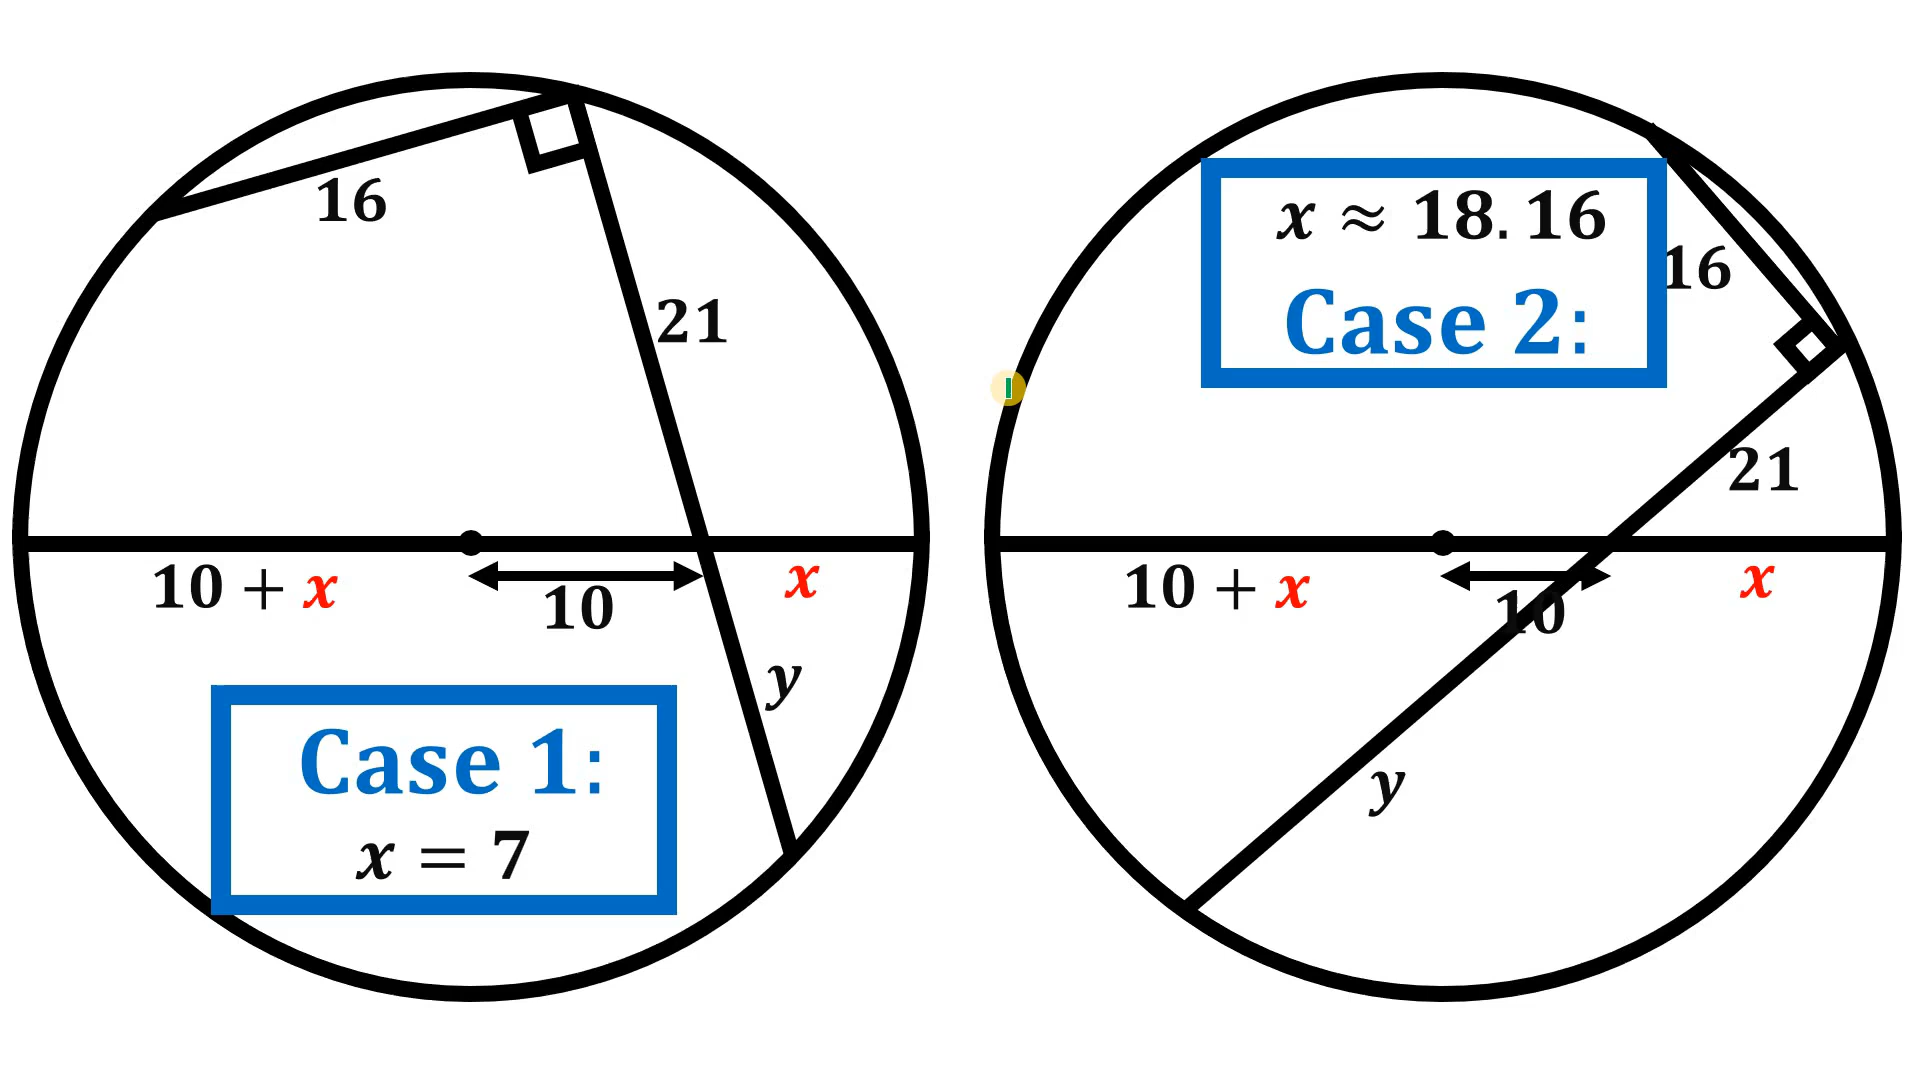 16
21
10 + x
10
x
y
Case 1:
x = 7
x ≈ 18.16
Case 2:
16
21
10 + x
10
x
y